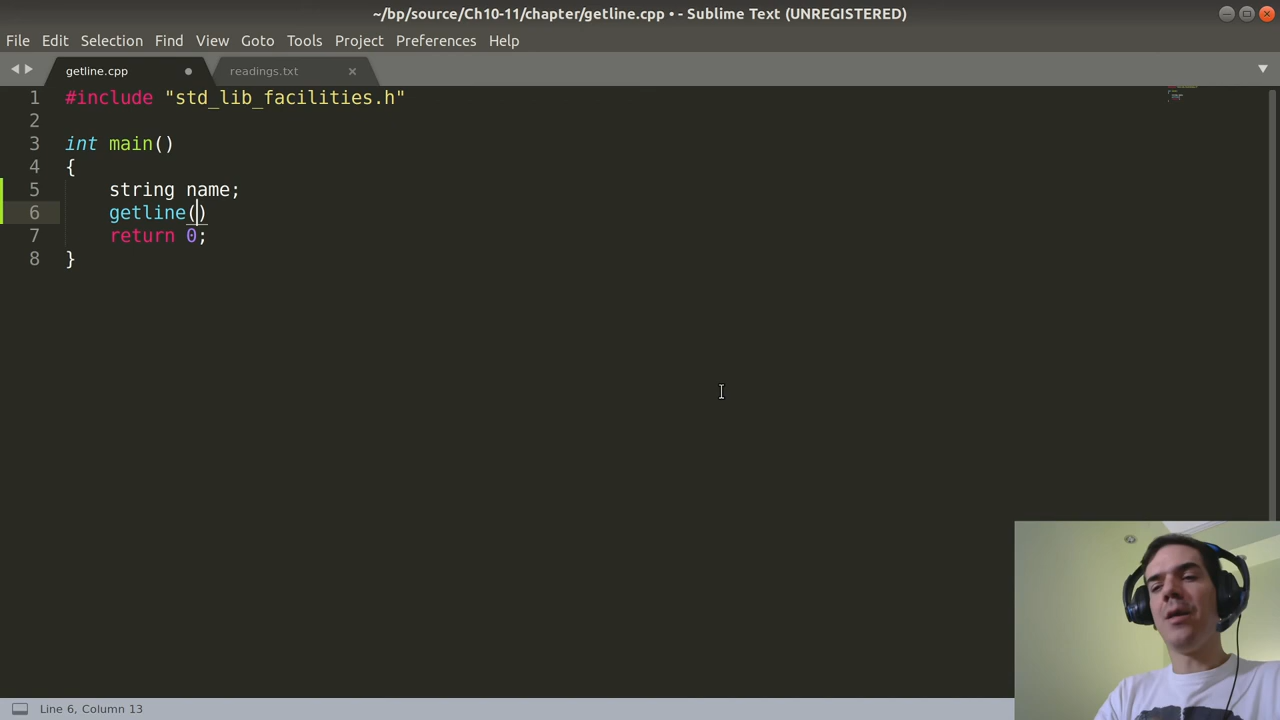 ~/bp/source/Ch10-11/chapter/getline.cpp • - Sublime Text (UNREGISTERED)
File Edit Selection Find View Goto Tools Project Preferences Help
getline.cpp readings.txt
1 #include "std_lib_facilities.h"
2
3 int main()
4 {
5 string name;
6 getline()
7 return 0;
8 }
Line 6, Column 13